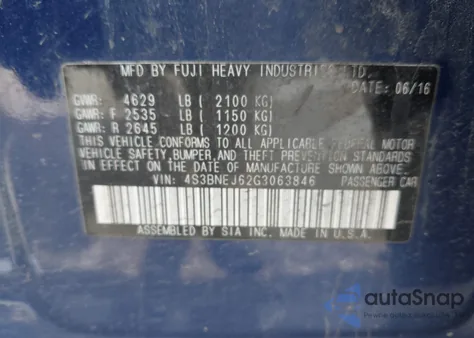 MFD BY FUJI HEAVY INDUSTRIES LTD.
DATE: 06/16
GVWR: 4629 LB ( 2100 KG)
GAWR: F 2535 LB ( 1150 KG)
GAWR: R 2645 LB ( 1200 KG)
THIS VEHICLE CONFORMS TO ALL APPLICABLE FEDERAL MOTOR
VEHICLE SAFETY, BUMPER, AND THEFT PREVENTION STANDARDS
IN EFFECT ON THE DATE OF MANUFACTURE SHOWN ABOVE.
VIN: 4S3BNEJ62G3063846 PASSENGER CAR
ASSEMBLED BY SIA INC. MADE IN U.S.A.
autoSnap